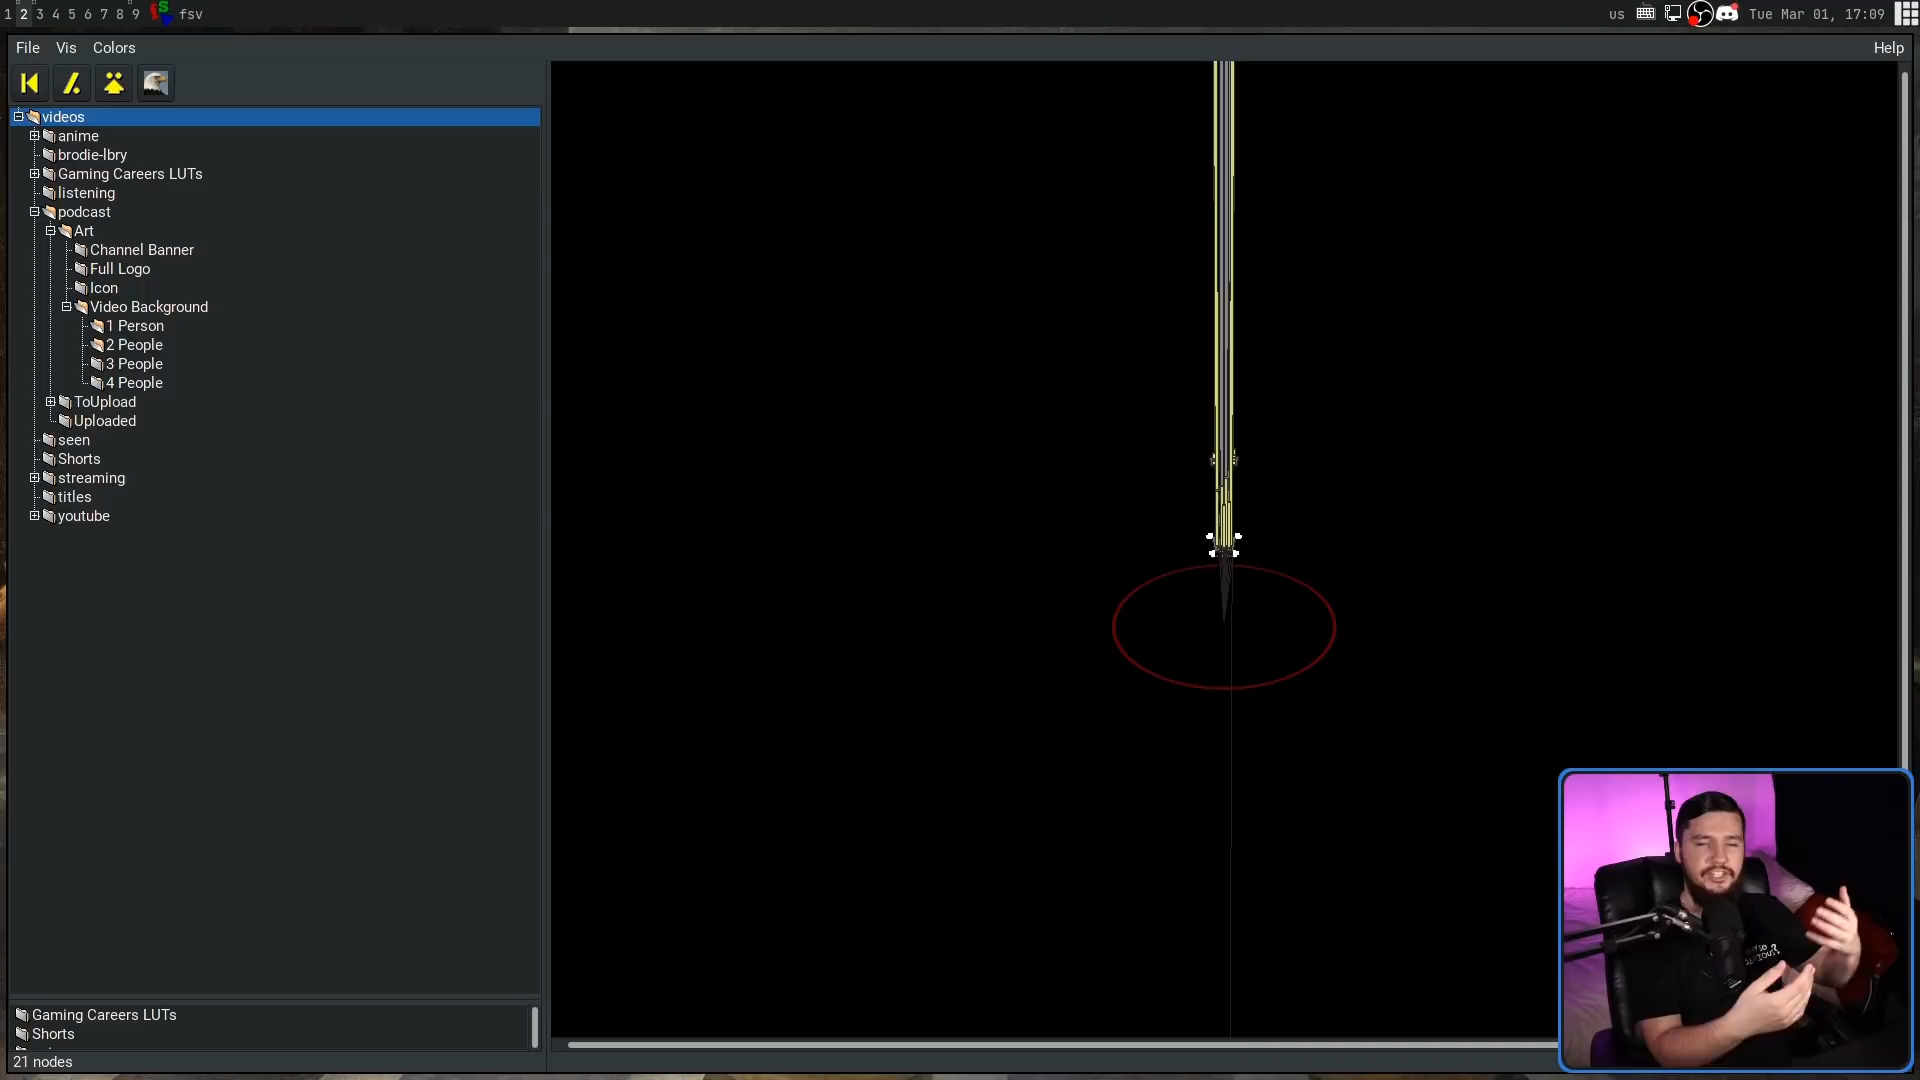 1 2 3 4 5 6 7 8 9 fsv
us Tue Mar 01, 17:09
File Vis Colors Help
videos
anime
brodie-lbry
Gaming Careers LUTs
listening
podcast
Art
Channel Banner
Full Logo
Icon
Video Background
1 Person
2 People
3 People
4 People
ToUpload
Uploaded
seen
Shorts
streaming
titles
youtube
Gaming Careers LUTs
Shorts
21 nodes